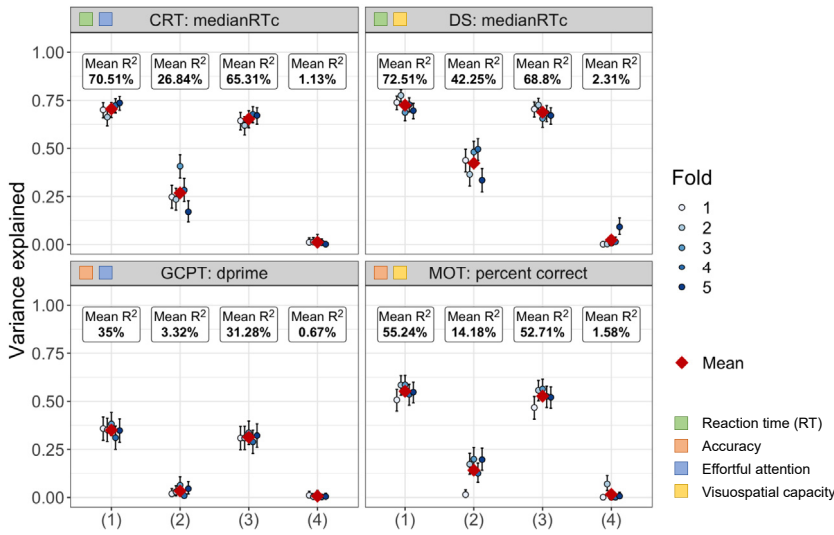 CRT: medianRTc
DS: medianRTc
Variance explained
1.00
0.75
0.50
0.25
0.00
Mean R²
70.51%
Mean R²
26.84%
Mean R²
65.31%
Mean R²
1.13%
Mean R²
72.51%
Mean R²
42.25%
Mean R²
68.8%
Mean R²
2.31%
GCPT: dprime
MOT: percent correct
1.00
0.75
0.50
0.25
0.00
Mean R²
35%
Mean R²
3.32%
Mean R²
31.28%
Mean R²
0.67%
Mean R²
55.24%
Mean R²
14.18%
Mean R²
52.71%
Mean R²
1.58%
(1) (2) (3) (4)
(1) (2) (3) (4)
Fold
1
2
3
4
5
Mean
Reaction time (RT)
Accuracy
Effortful attention
Visuospatial capacity